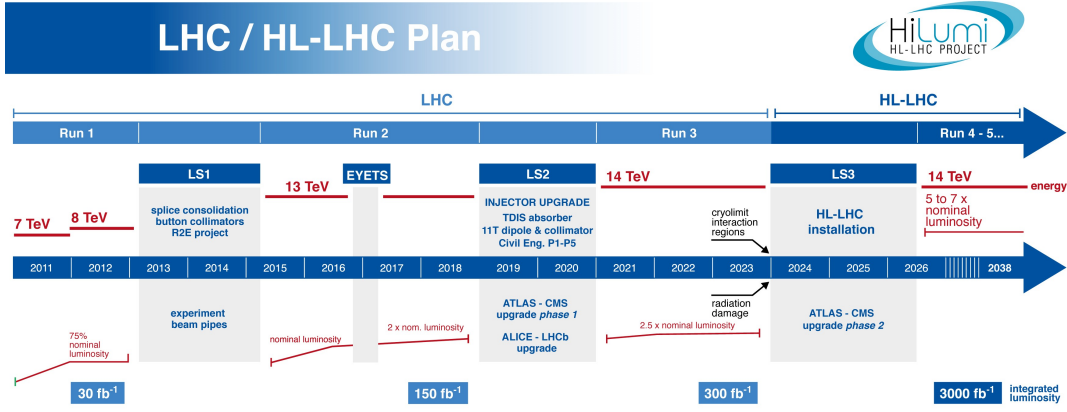 LHC / HL-LHC Plan
HiLumi
HL-LHC PROJECT
LHC
HL-LHC
Run 1
Run 2
Run 3
Run 4 - 5...
LS1
EYETS
LS2
LS3
13 TeV
14 TeV
14 TeV
energy
7 TeV
8 TeV
splice consolidation
button collimators
R2E project
INJECTOR UPGRADE
TDIS absorber
11T dipole & collimator
Civil Eng. P1-P5
cryolimit
interaction
regions
HL-LHC
installation
5 to 7 x
nominal
luminosity
2011
2012
2013
2014
2015
2016
2017
2018
2019
2020
2021
2022
2023
2024
2025
2026
2038
75%
nominal
luminosity
experiment
beam pipes
nominal luminosity
2 x nom. luminosity
ATLAS - CMS
upgrade phase 1
ALICE - LHCb
upgrade
2.5 x nominal luminosity
radiation
damage
ATLAS - CMS
upgrade phase 2
30 fb-1
150 fb-1
300 fb-1
3000 fb-1
integrated
luminosity